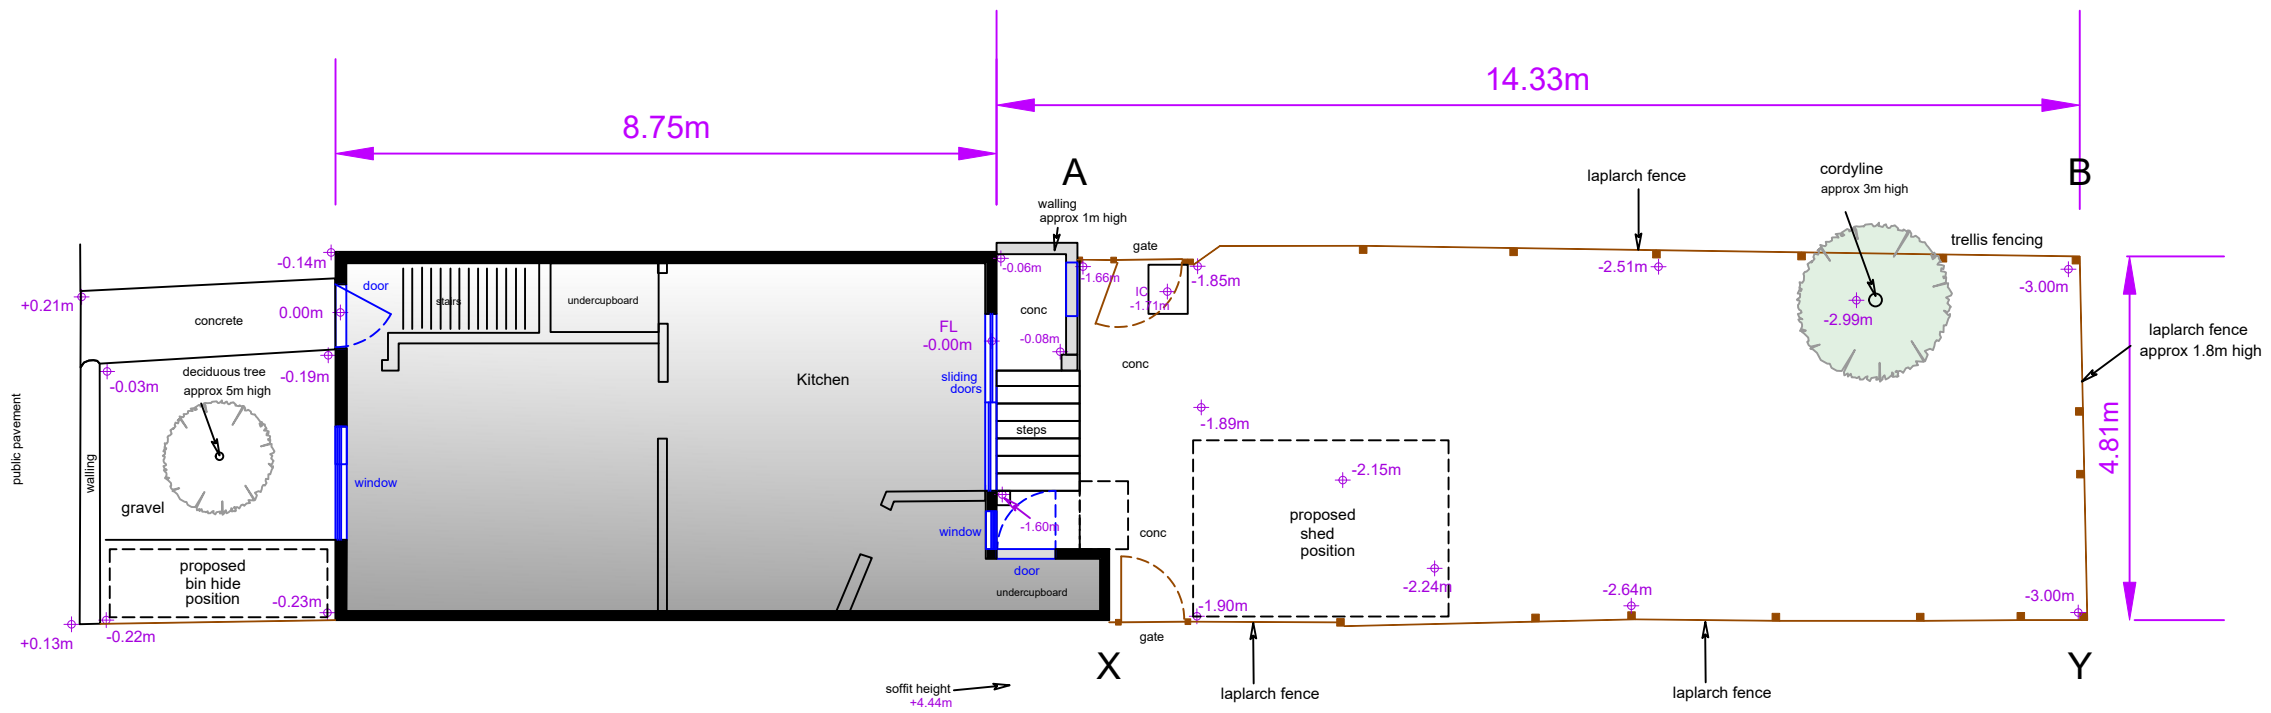 14.33m
8.75m
A
B
cordyline
approx 3m high
laplarch fence
walling
approx 1m high
gate
trellis fencing
-0.14m
-0.06m
-1.66m
-1.85m
-2.51m
-3.00m
+0.21m
door
stairs
undercupboard
IC
-1.71m
0.00m
concrete
conc
-2.99m
FL
-0.00m
-0.08m
laplarch fence
approx 1.8m high
-0.03m
deciduous tree
approx 5m high
-0.19m
sliding
doors
Kitchen
conc
public pavement
walling
-1.89m
4.81m
steps
window
-2.15m
gravel
window
-1.60m
conc
proposed
shed
position
proposed
bin hide
position
door
undercupboard
-2.24m
-2.64m
-3.00m
-0.23m
-1.90m
+0.13m
-0.22m
gate
X
Y
soffit height
+4.44m
laplarch fence
laplarch fence